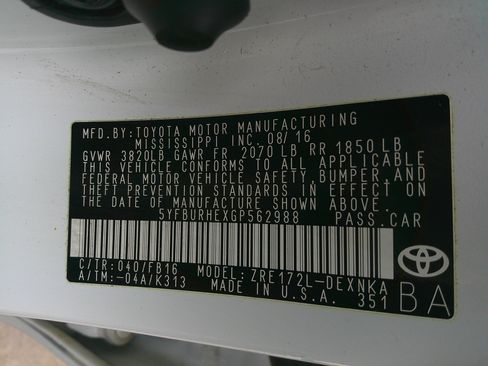 MFD.BY:TOYOTA MOTOR MANUFACTURING
MISSISSIPPI INC 08/16
GVWR 3820LB GAWR FR 2070 LB RR 1850LB
THIS VEHICLE CONFORMS TO ALL APPLICABLE
FEDERAL MOTOR VEHICLE SAFETY, BUMPER, AND
THEFT PREVENTION STANDARDS IN EFFECT ON
THE DATE OF MANUFACTURE SHOWN ABOVE.
5YFBURHEXGP562988 PASS.CAR
C/TR:040/FB16 MODEL:ZRE172L-DEXNKA
A/TM:-04A/K313 MADE IN U.S.A. 351
BA